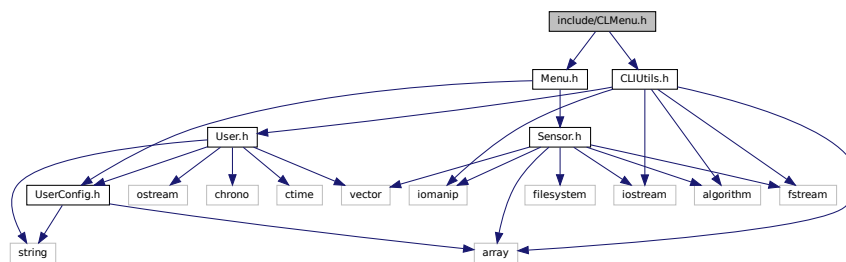 include/CLMenu.h
Menu.h
CLIUtils.h
User.h
Sensor.h
UserConfig.h
ostream
chrono
ctime
vector
iomanip
filesystem
iostream
algorithm
fstream
string
array